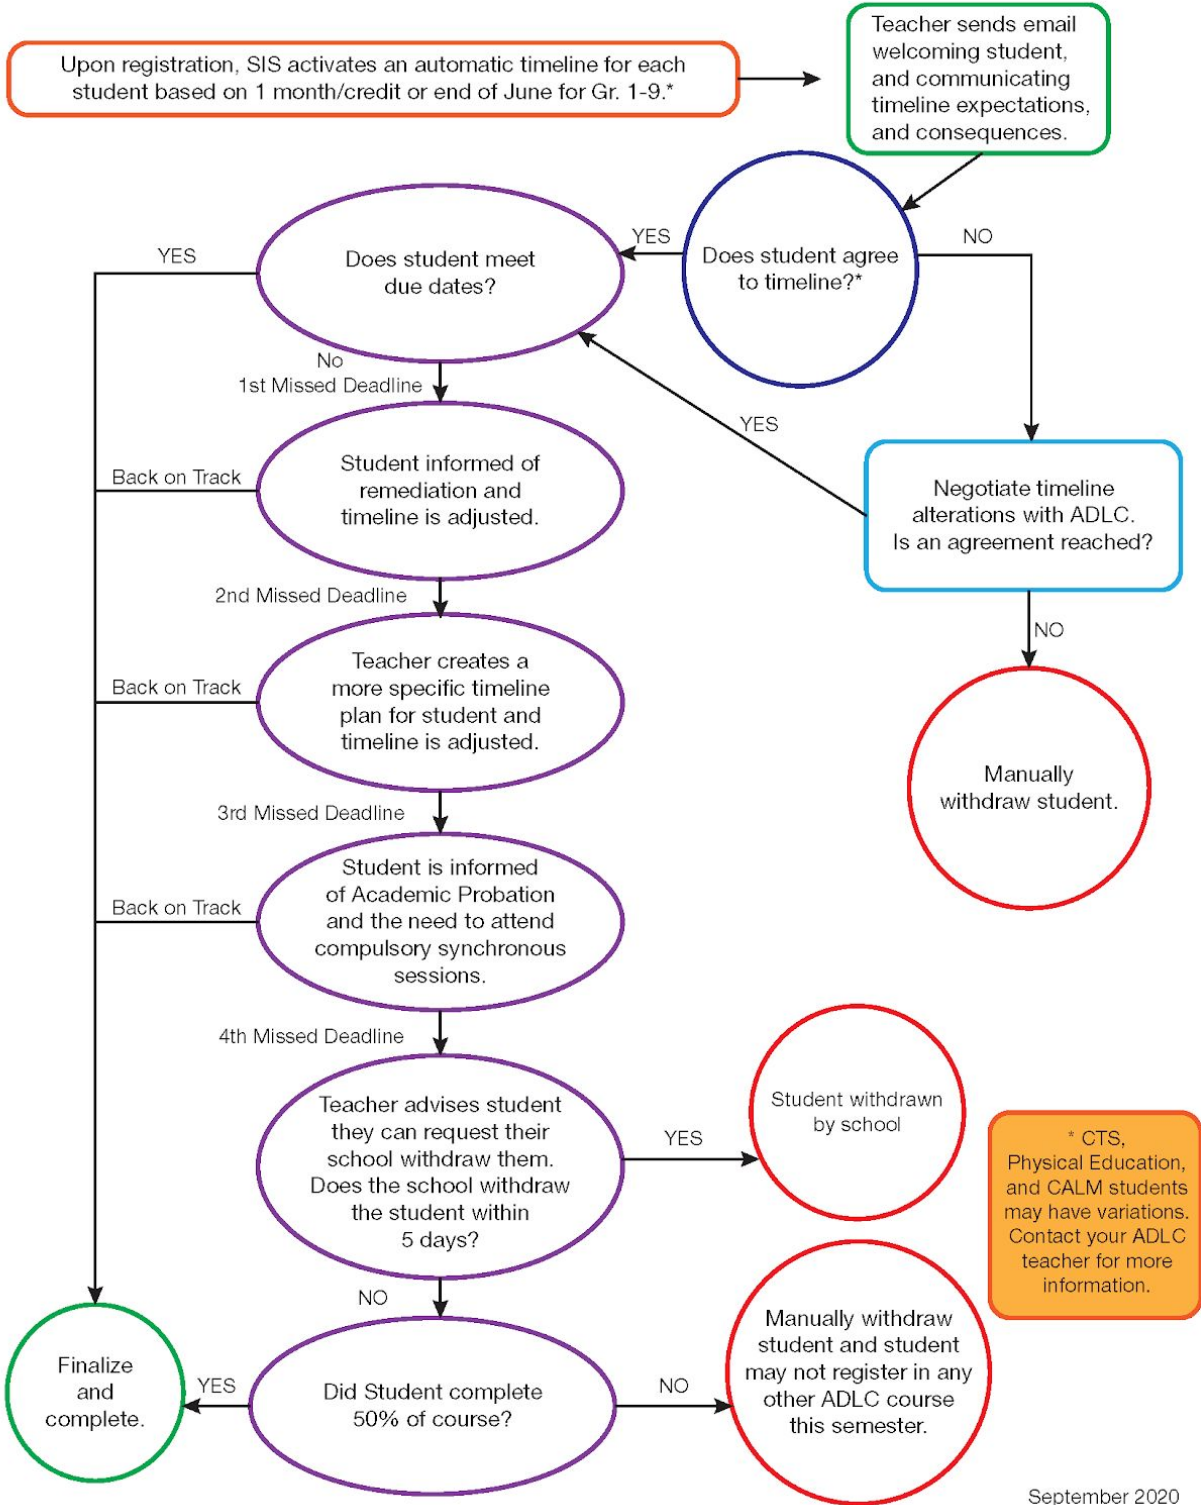 Upon registration, SIS activates an automatic timeline for each
student based on 1 month/credit or end of June for Gr. 1-9.*
Teacher sends email
welcoming student,
and communicating
timeline expectations,
and consequences.
Does student agree
to timeline?*
YES
NO
Does student meet
due dates?
YES
No
1st Missed Deadline
YES
Negotiate timeline
alterations with ADLC.
Is an agreement reached?
NO
Manually
withdraw student.
Student informed of
remediation and
timeline is adjusted.
Back on Track
2nd Missed Deadline
Teacher creates a
more specific timeline
plan for student and
timeline is adjusted.
Back on Track
3rd Missed Deadline
Student is informed
of Academic Probation
and the need to attend
compulsory synchronous
sessions.
Back on Track
4th Missed Deadline
Teacher advises student
they can request their
school withdraw them.
Does the school withdraw
the student within
5 days?
YES
Student withdrawn
by school
NO
Did Student complete
50% of course?
YES
Finalize
and
complete.
NO
Manually withdraw
student and student
may not register in any
other ADLC course
this semester.
* CTS,
Physical Education,
and CALM students
may have variations.
Contact your ADLC
teacher for more
information.
September 2020